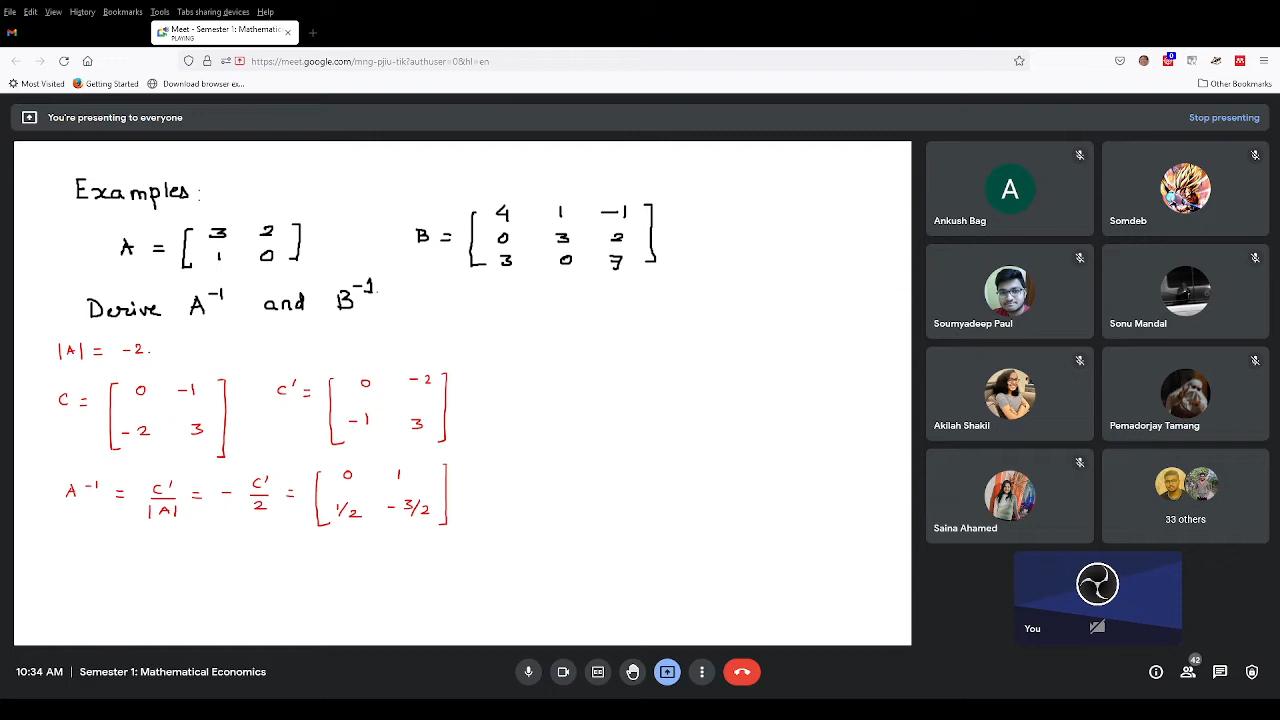 File Edit View History Bookmarks Tools Tabs sharing devices Help
Meet - Semester 1: Mathematic
PLAYING
https://meet.google.com/mng-pjiu-tik?authuser=0&hl=en
Most Visited Getting Started Download browser ex... Other Bookmarks
You're presenting to everyone Stop presenting
Examples:
A = [ 3 2
1 0 ]
B = [ 4 1 -1
0 3 2
3 0 7 ]
Derive A⁻¹ and B⁻¹.
|A| = -2.
C = [ 0 -1
-2 3 ]
C' = [ 0 -2
-1 3 ]
A⁻¹ = C'/|A| = - C'/2 = [ 0 1
1/2 -3/2 ]
A
Ankush Bag
Somdeb
Soumyadeep Paul
Sonu Mandal
Akilah Shakil
Pemadorjay Tamang
Saina Ahamed
33 others
You
10:34 AM Semester 1: Mathematical Economics
42